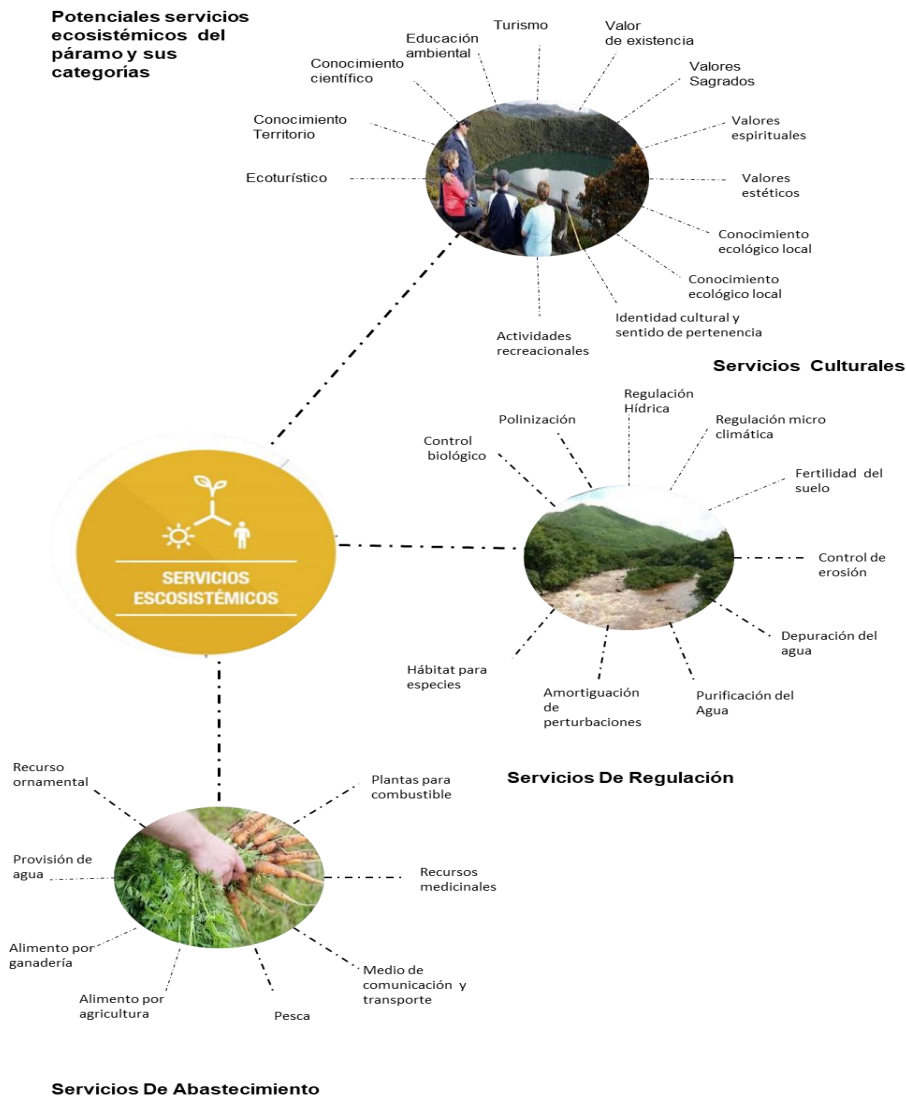 Potenciales servicios
ecosistémicos del
páramo y sus
categorías
Turismo
Valor
de existencia
Educación
ambiental
Valores
Sagrados
Conocimiento
científico
Valores
espirituales
Conocimiento
Territorio
Valores
estéticos
Ecoturístico
Conocimiento
ecológico local
Conocimiento
ecológico local
Identidad cultural y
sentido de pertenencia
Actividades
recreacionales
Servicios Culturales
Regulación
Hídrica
Polinización
Regulación micro
climática
Control
biológico
Fertilidad del
suelo
Control de
erosión
Depuración del
agua
Purificación del
Agua
Amortiguación
de
perturbaciones
Hábitat para
especies
Servicios De Regulación
SERVICIOS
ESCOSISTÉMICOS
Recurso
ornamental
Plantas para
combustible
Provisión de
agua
Recursos
medicinales
Alimento por
ganadería
Medio de
comunicación y
transporte
Alimento por
agricultura
Pesca
Servicios De Abastecimiento